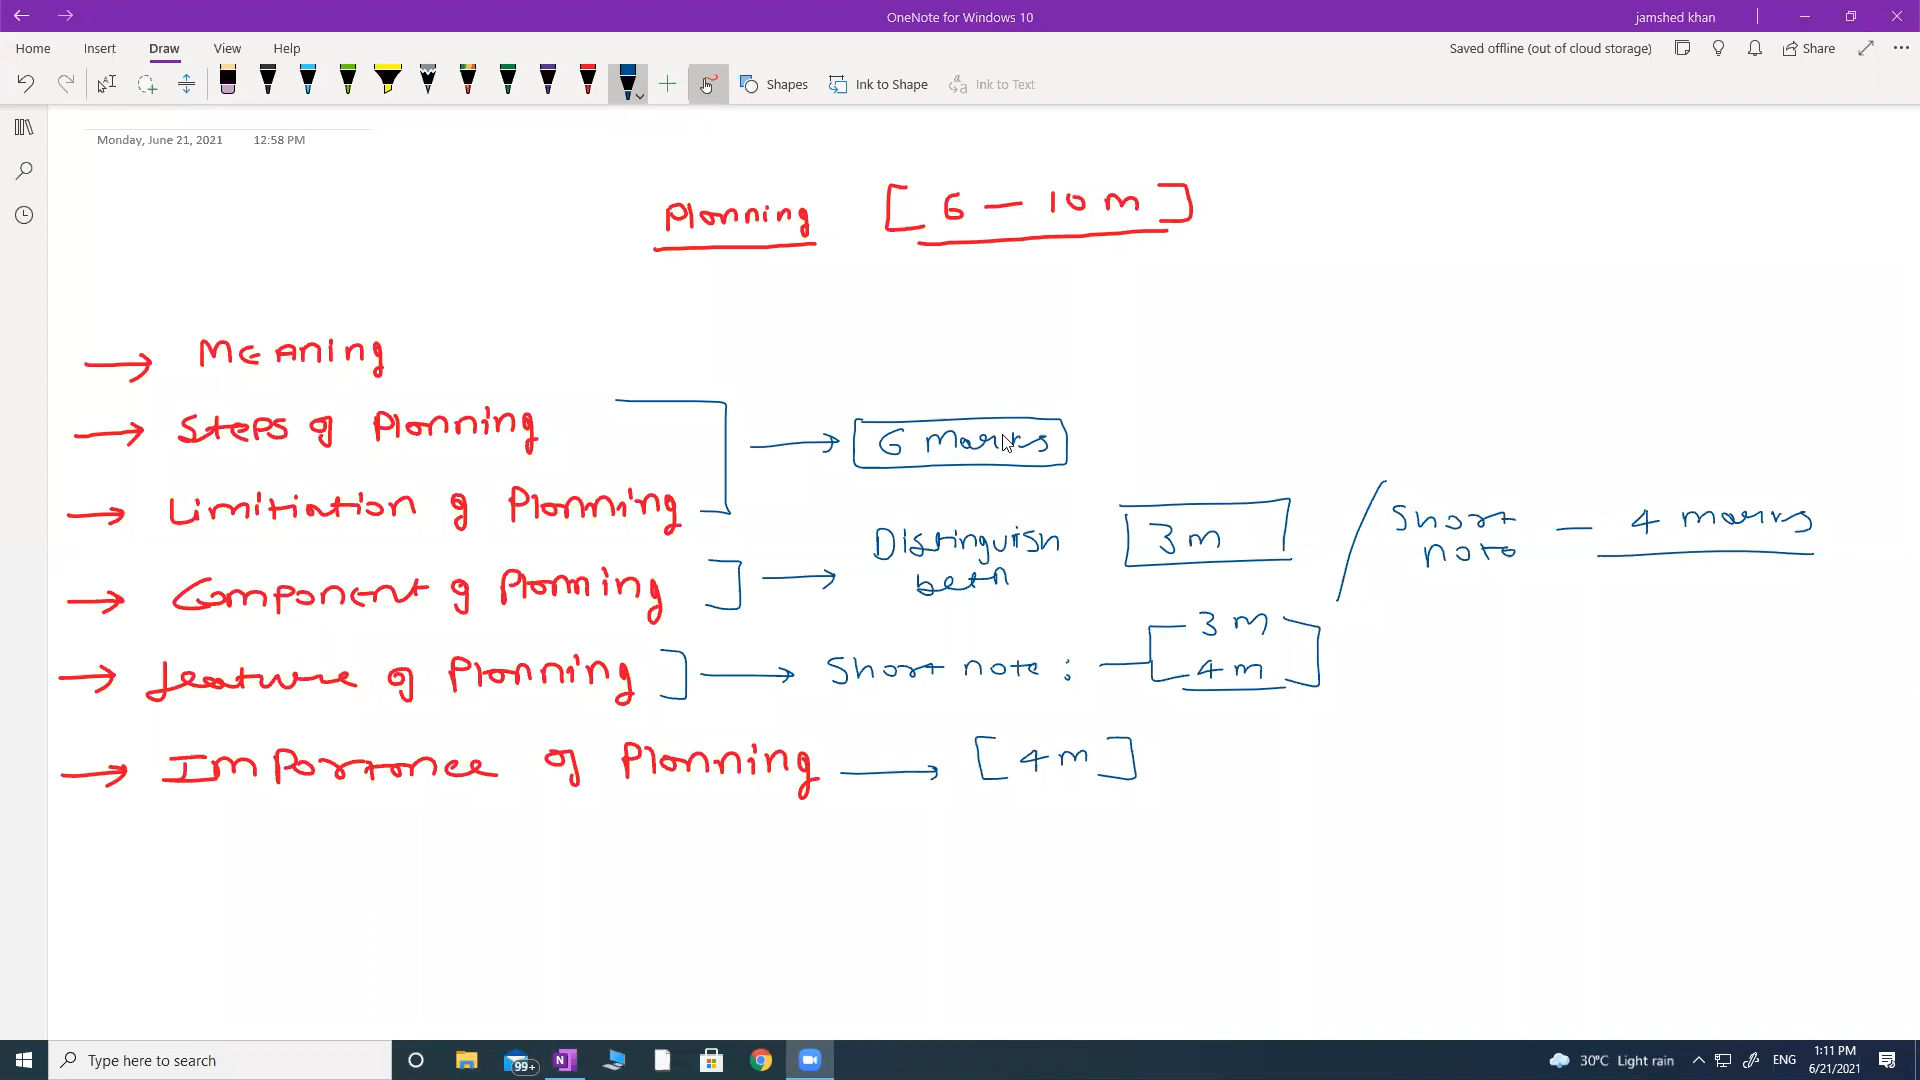 OneNote for Windows 10
jamshed khan
Home Insert Draw View Help
Saved offline (out of cloud storage)
Share
Shapes
Ink to Shape
Ink to Text
Monday, June 21, 2021 12:58 PM
Planning [ 6 — 10 m ]
→ Meaning
→ Steps of Planning
→ 6 marks
→ Limitiation of Planning
Distinguish betn
3 m
/ Short note — 4 marks
→ Component of Planning ] →
→ feature of Planning ] → Short note :
3 m
4 m
→ Importance of Planning → [ 4 m ]
Type here to search
99+
30°C Light rain
ENG
1:11 PM
6/21/2021